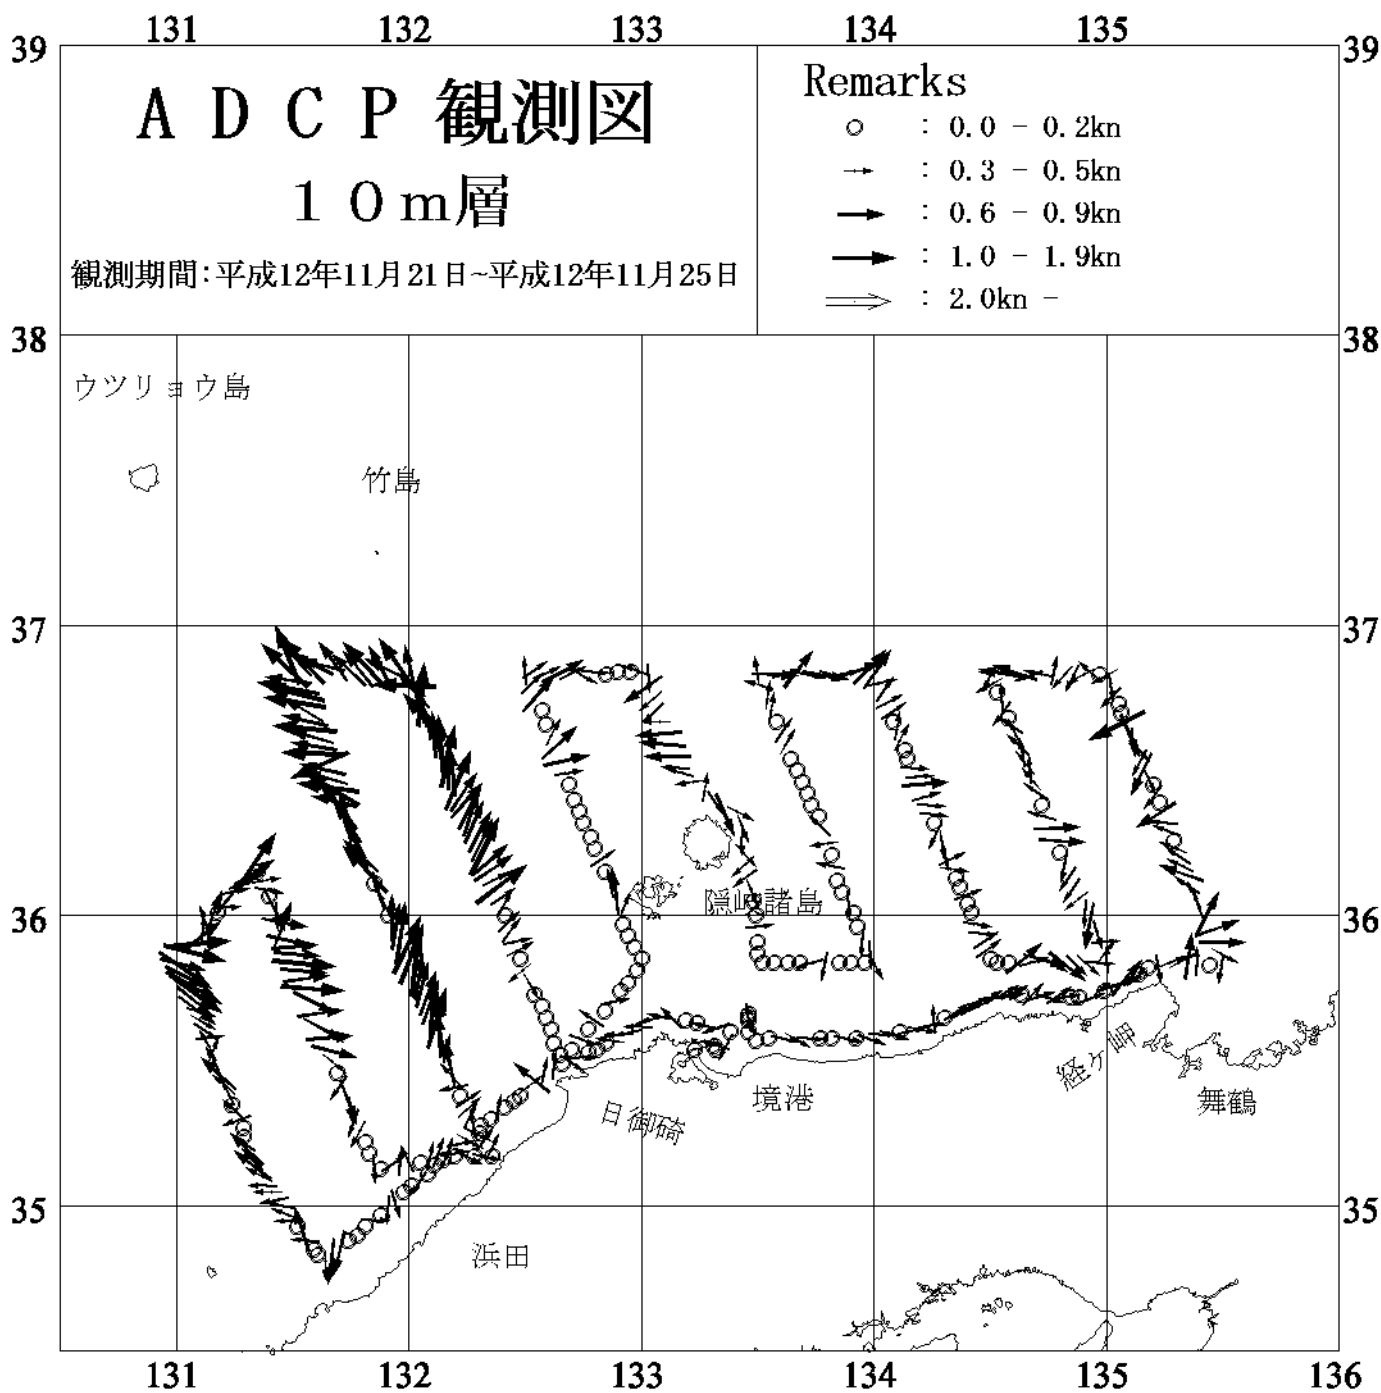 131 132 133 134 135
39 39
ADCP 観測図
10m層
観測期間:平成12年11月21日~平成12年11月25日
Remarks
: 0.0 - 0.2kn
: 0.3 - 0.5kn
: 0.6 - 0.9kn
: 1.0 - 1.9kn
: 2.0kn -
38 38
ウツリョウ島
竹島
37 37
隠岐諸島
36 36
経ヶ岬
境港
舞鶴
日御碕
35 35
浜田
131 132 133 134 135 136